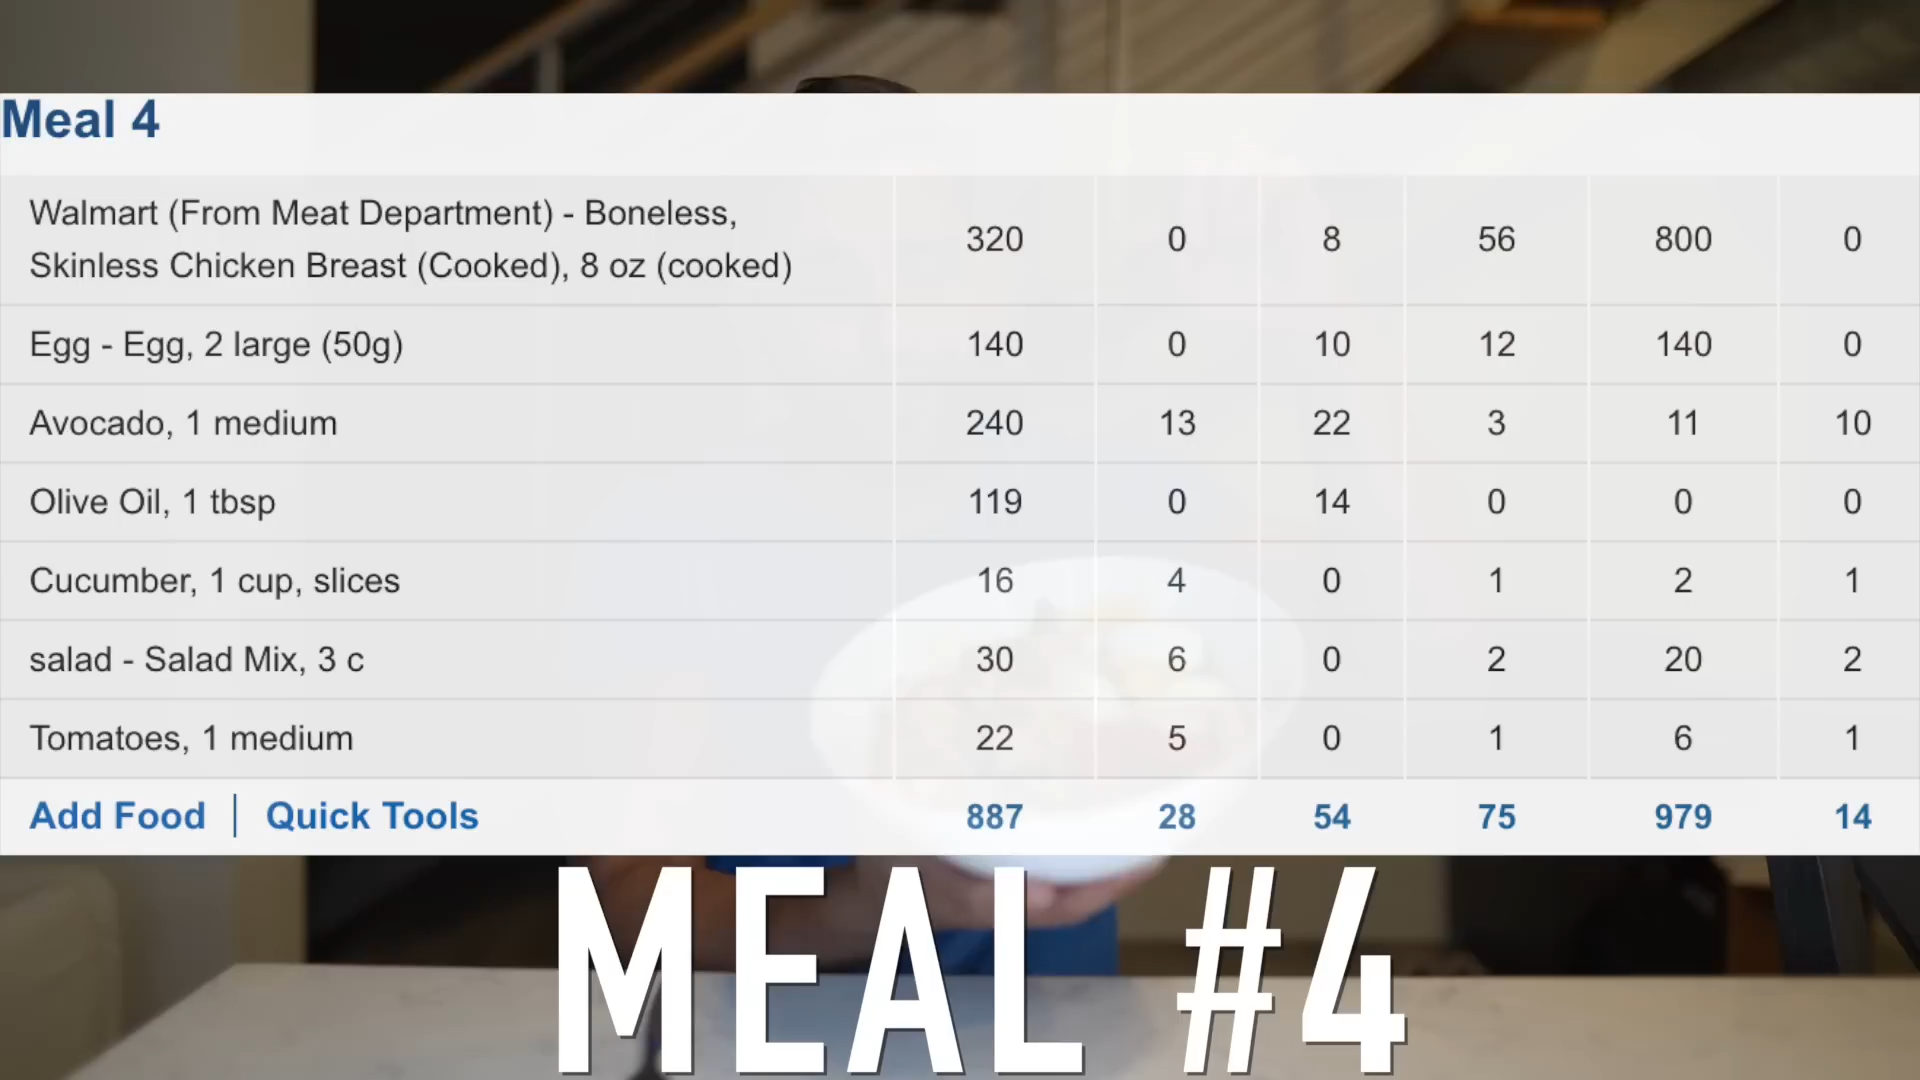 Meal 4
Walmart (From Meat Department) - Boneless,
Skinless Chicken Breast (Cooked), 8 oz (cooked) 320 0 8 56 800 0
Egg - Egg, 2 large (50g) 140 0 10 12 140 0
Avocado, 1 medium 240 13 22 3 11 10
Olive Oil, 1 tbsp 119 0 14 0 0 0
Cucumber, 1 cup, slices 16 4 0 1 2 1
salad - Salad Mix, 3 c 30 6 0 2 20 2
Tomatoes, 1 medium 22 5 0 1 6 1
Add Food | Quick Tools 887 28 54 75 979 14
MEAL #4